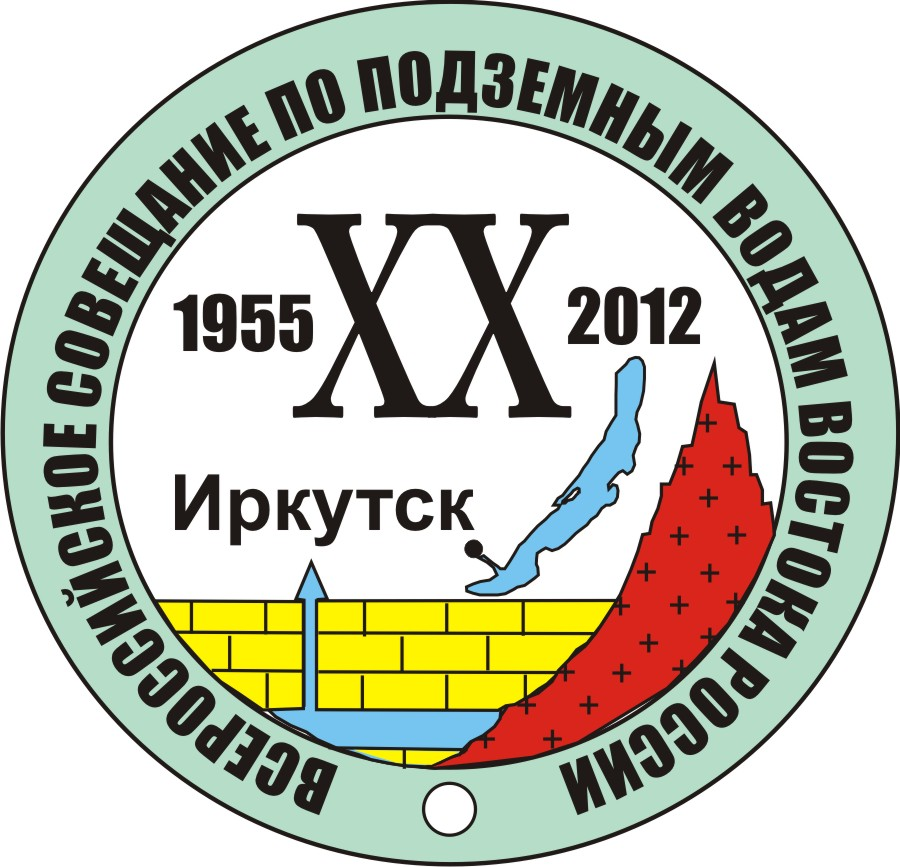 ВСЕРОССИЙСКОЕ СОВЕЩАНИЕ ПО ПОДЗЕМНЫМ ВОДАМ ВОСТОКА РОССИИ
1955 XX 2012
Иркутск